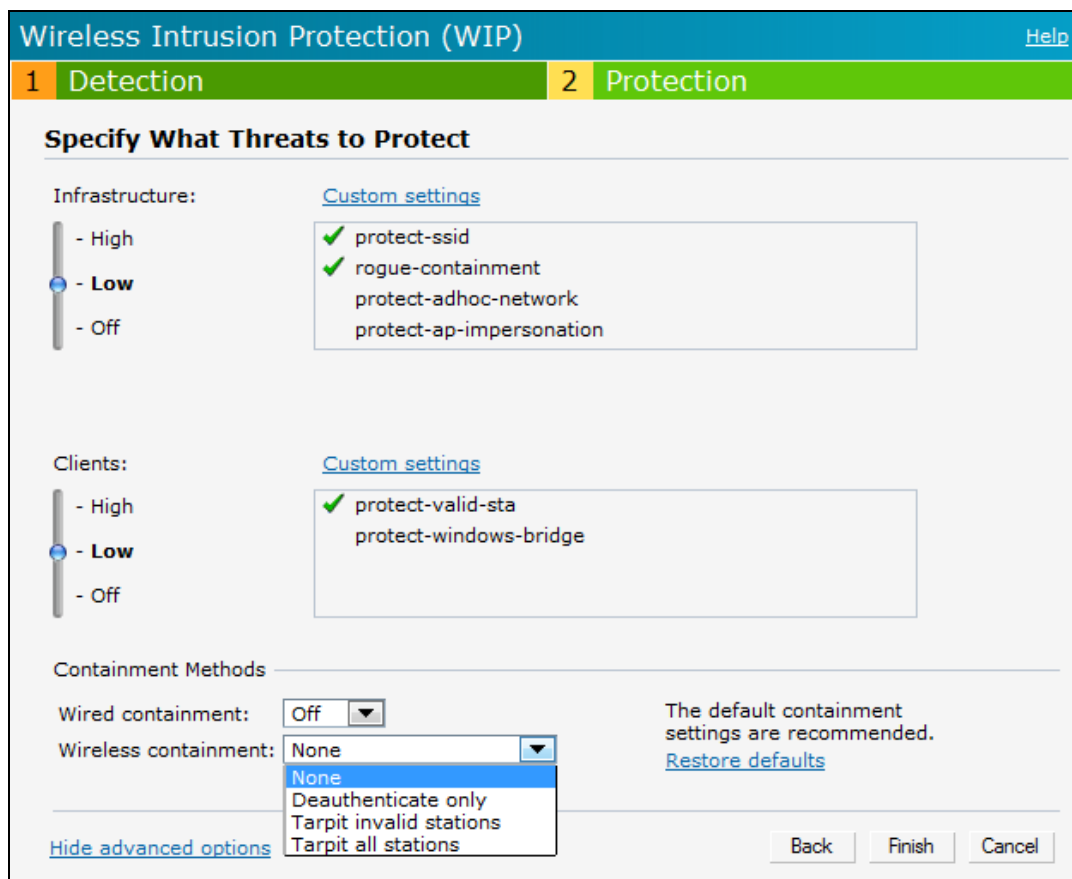 Wireless Intrusion Protection (WIP) Help
1 Detection 2 Protection
Specify What Threats to Protect
Infrastructure: Custom settings
- High
- Low
- Off
protect-ssid
rogue-containment
protect-adhoc-network
protect-ap-impersonation
Clients: Custom settings
- High
- Low
- Off
protect-valid-sta
protect-windows-bridge
Containment Methods
Wired containment: Off
Wireless containment: None
None
Deauthenticate only
Tarpit invalid stations
Tarpit all stations
The default containment
settings are recommended.
Restore defaults
Hide advanced options
Back Finish Cancel